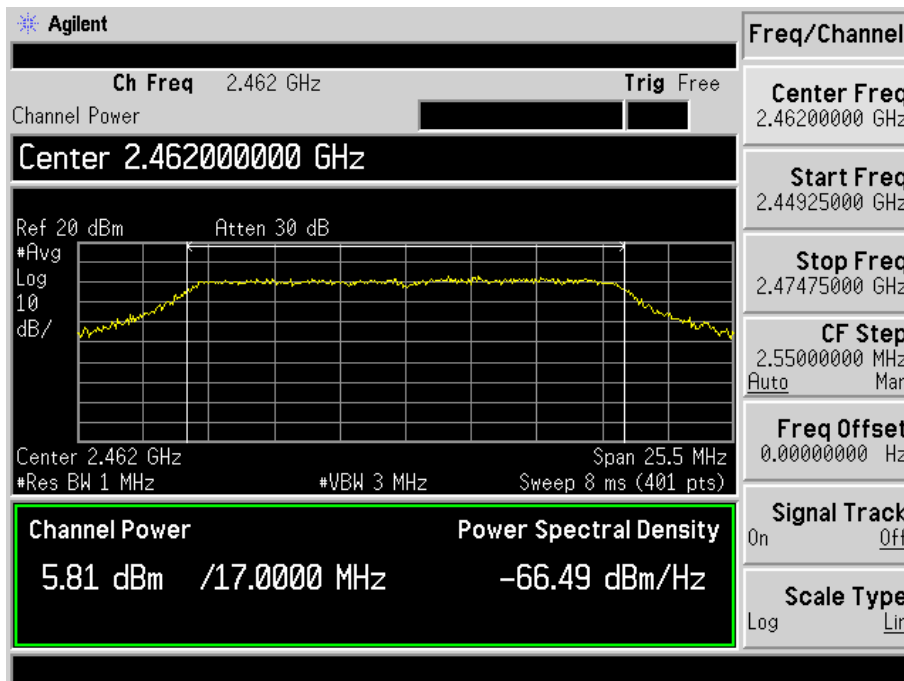 Agilent
Freq/Channel
Ch Freq 2.462 GHz Trig Free
Channel Power
Center 2.462000000 GHz
Ref 20 dBm Atten 30 dB
#Avg
Log
10
dB/
Center 2.462 GHz Span 25.5 MHz
#Res BW 1 MHz #VBW 3 MHz Sweep 8 ms (401 pts)
Channel Power Power Spectral Density
5.81 dBm /17.0000 MHz -66.49 dBm/Hz
Center Freq
2.46200000 GHz
Start Freq
2.44925000 GHz
Stop Freq
2.47475000 GHz
CF Step
2.55000000 MHz
Auto Man
Freq Offset
0.00000000 Hz
Signal Track
On Off
Scale Type
Log Lin